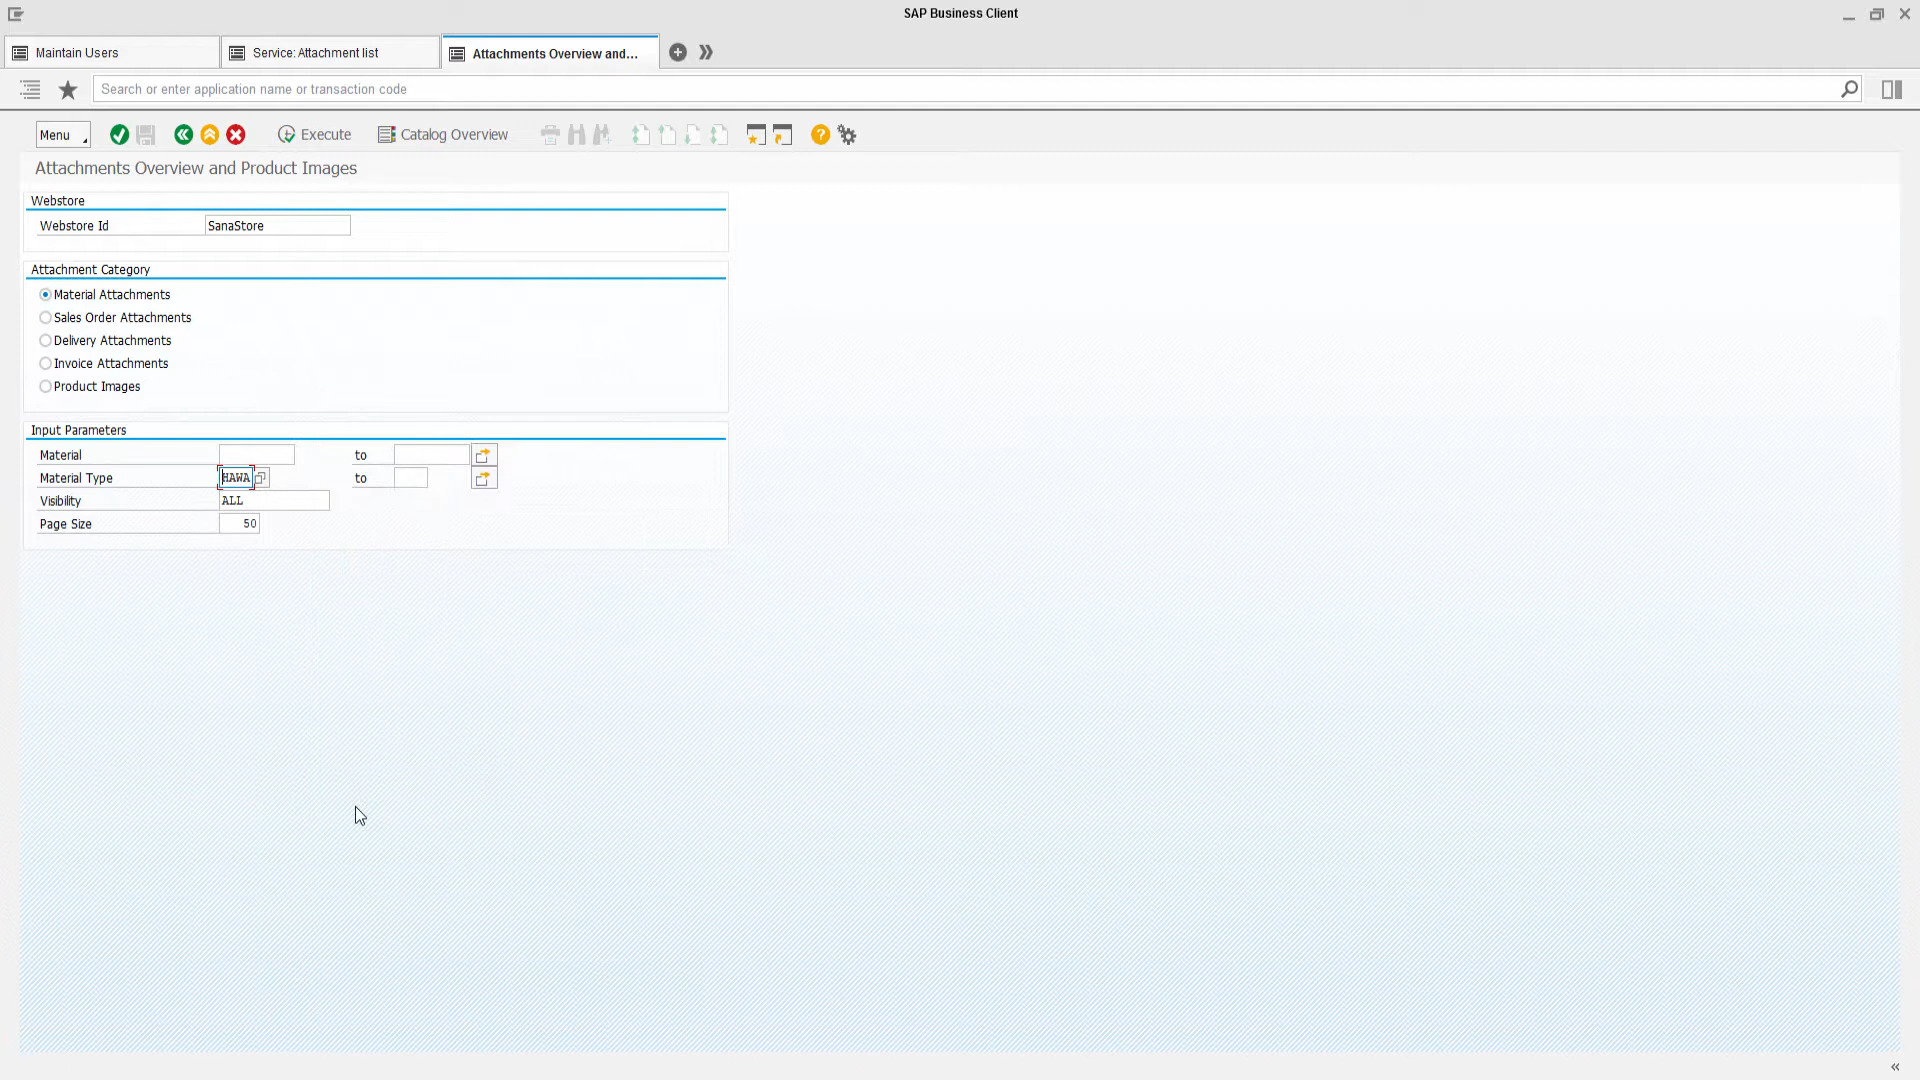 SAP Business Client
Maintain Users
Service: Attachment list
Attachments Overview and...
Search or enter application name or transaction code
Menu
Execute
Catalog Overview
Attachments Overview and Product Images
Webstore
Webstore Id SanaStore
Attachment Category
Material Attachments
Sales Order Attachments
Delivery Attachments
Invoice Attachments
Product Images
Input Parameters
Material to
Material Type HAWA to
Visibility ALL
Page Size 50